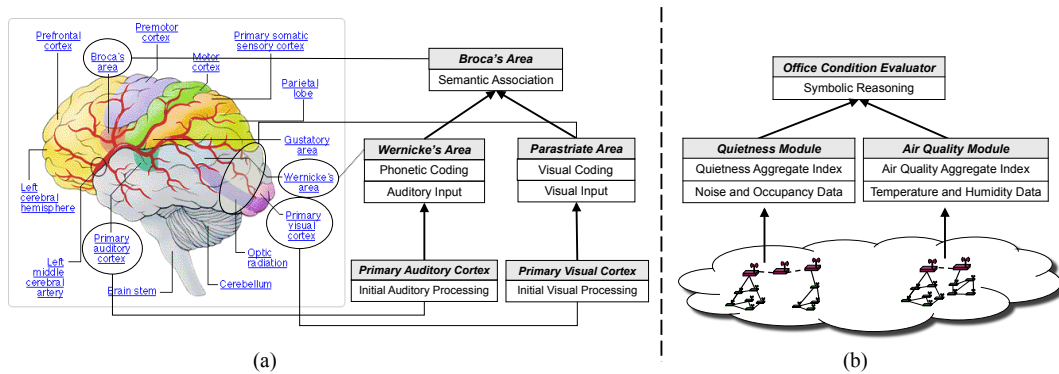 Prefrontal
cortex
Premotor
cortex
Broca's
area
Motor
cortex
Primary somatic
sensory cortex
Parietal
lobe
Gustatory
area
Wernicke's
area
Primary
visual
cortex
Optic
radiation
Cerebellum
Brain stem
Left
middle
cerebral
artery
Primary
auditory
cortex
Left
cerebral
hemisphere
Broca's Area
Semantic Association
Wernicke's Area
Phonetic Coding
Auditory Input
Parastriate Area
Visual Coding
Visual Input
Primary Auditory Cortex
Initial Auditory Processing
Primary Visual Cortex
Initial Visual Processing
(a)
Office Condition Evaluator
Symbolic Reasoning
Quietness Module
Quietness Aggregate Index
Noise and Occupancy Data
Air Quality Module
Air Quality Aggregate Index
Temperature and Humidity Data
(b)